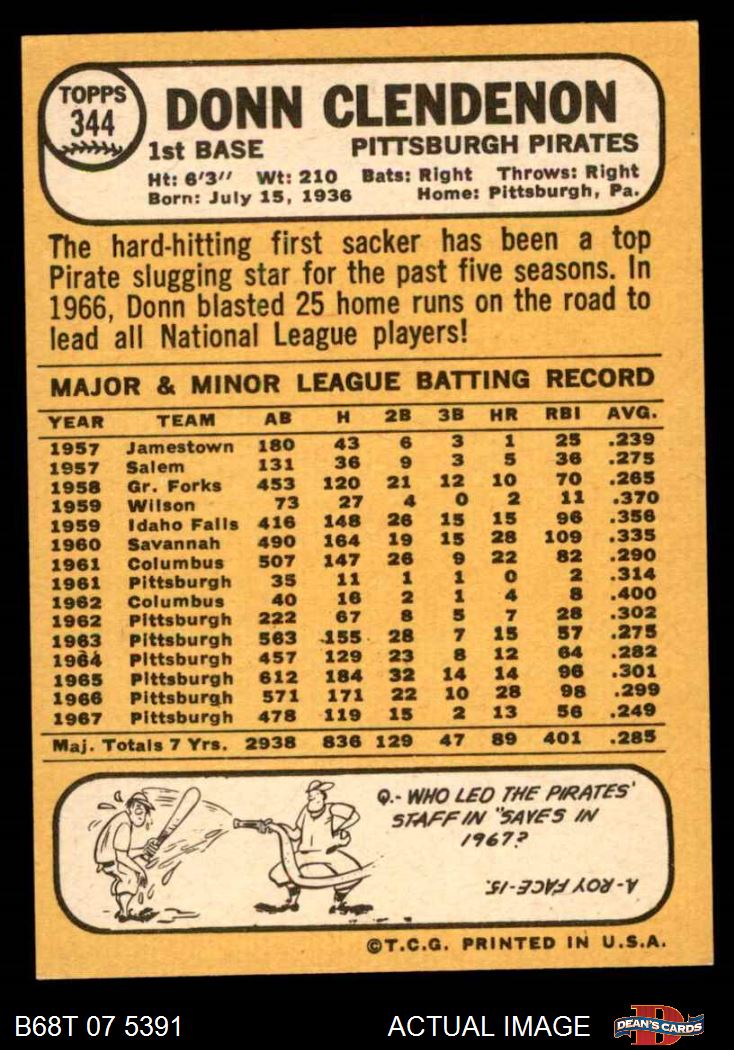 TOPPS
344
DONN CLENDENON
1st BASE PITTSBURGH PIRATES
Ht: 6'3" Wt: 210 Bats: Right Throws: Right
Born: July 15, 1936 Home: Pittsburgh, Pa.
The hard-hitting first sacker has been a top
Pirate slugging star for the past five seasons. In
1966, Donn blasted 25 home runs on the road to
lead all National League players!
MAJOR & MINOR LEAGUE BATTING RECORD
YEAR TEAM AB H 2B 3B HR RBI AVG.
1957 Jamestown 180 43 6 3 1 25 .239
1957 Salem 131 36 9 3 5 36 .275
1958 Gr. Forks 453 120 21 12 10 70 .265
1959 Wilson 73 27 4 0 2 11 .370
1959 Idaho Falls 416 148 26 15 15 96 .356
1960 Savannah 490 164 19 15 28 109 .335
1961 Columbus 507 147 26 9 22 82 .290
1961 Pittsburgh 35 11 1 1 0 2 .314
1962 Columbus 40 16 2 1 4 8 .400
1962 Pittsburgh 222 67 8 5 7 28 .302
1963 Pittsburgh 563 155 28 7 15 57 .275
1964 Pittsburgh 457 129 23 8 12 64 .282
1965 Pittsburgh 612 184 32 14 14 96 .301
1966 Pittsburgh 571 171 22 10 28 98 .299
1967 Pittsburgh 478 119 15 2 13 56 .249
Maj. Totals 7 Yrs. 2938 836 129 47 89 401 .285
Q.- WHO LED THE PIRATES'
STAFF IN "SAVES IN
1967?
A- ROY FACE-15.
©T.C.G. PRINTED IN U.S.A.
B68T 07 5391 ACTUAL IMAGE
D
DEAN'S CARDS